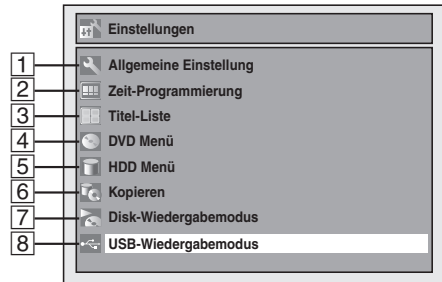 Einstellungen
1 Allgemeine Einstellung
2 Zeit-Programmierung
3 Titel-Liste
4 DVD Menü
5 HDD Menü
6 Kopieren
7 Disk-Wiedergabemodus
8 USB-Wiedergabemodus